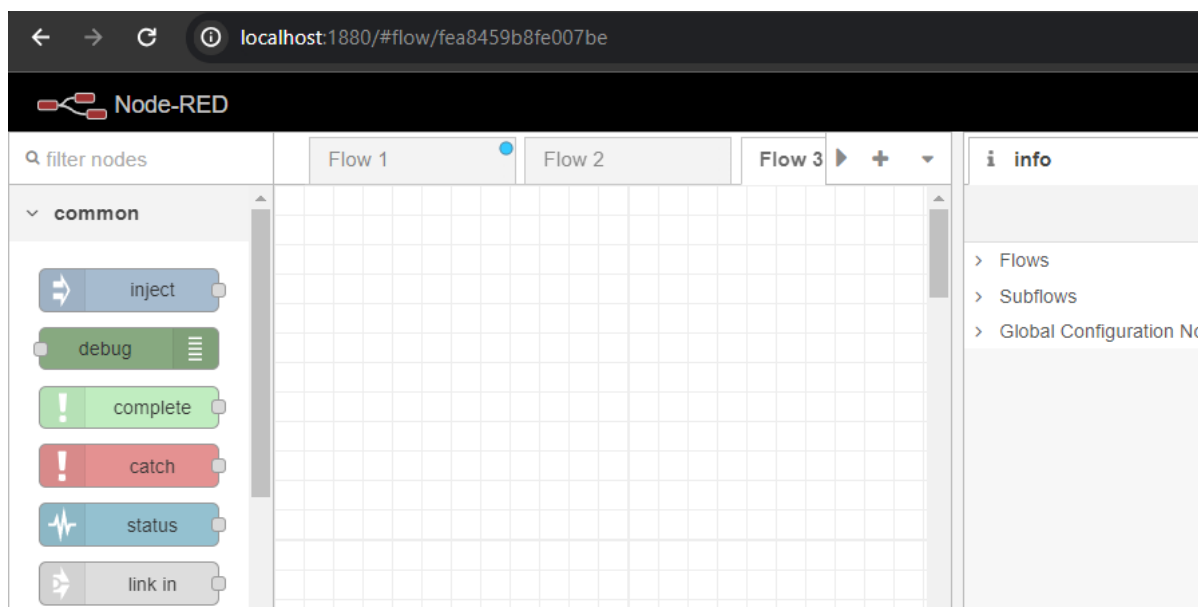 localhost:1880/#flow/fea8459b8fe007be
Node-RED
filter nodes
Flow 1
Flow 2
Flow 3
info
common
inject
debug
complete
catch
status
link in
Flows
Subflows
Global Configuration No